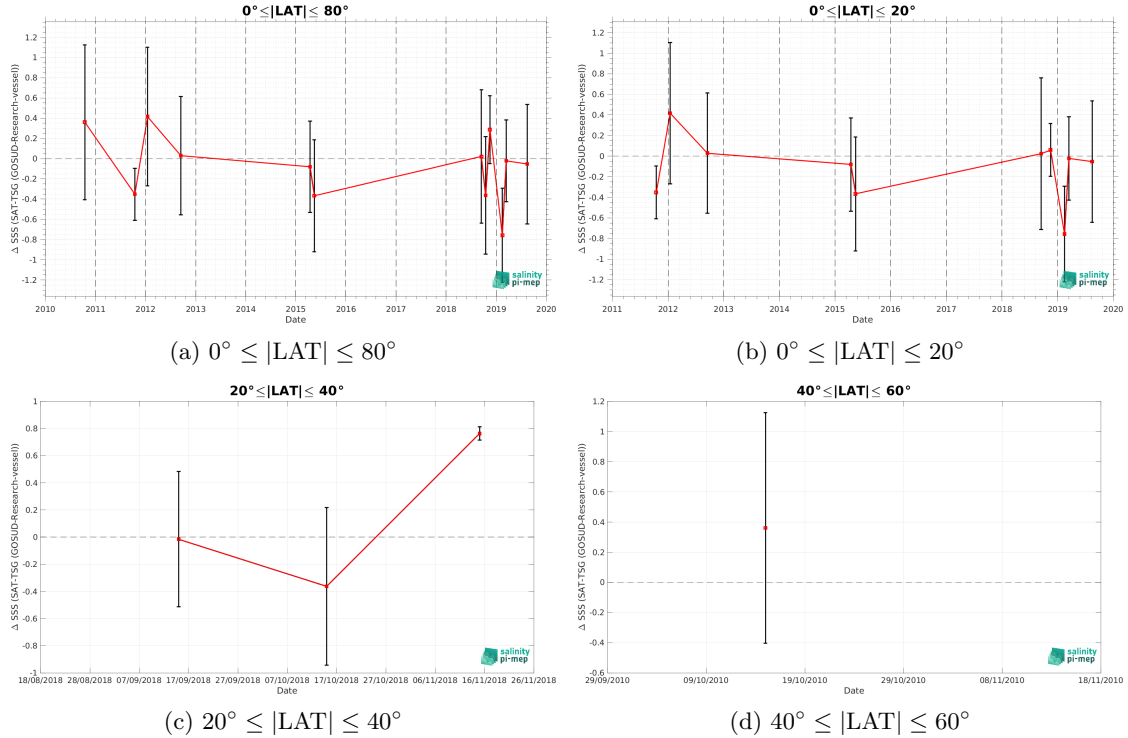 0°≤|LAT|≤ 80°
Δ SSS (SAT-TSG (GOSUD-Research-vessel))
1.2
1
0.8
0.6
0.4
0.2
0
-0.2
-0.4
-0.6
-0.8
-1
-1.2
2010 2011 2012 2013 2014 2015 2016 2017 2018 2019 2020
Date
salinity
pi-mep
(a) 0° ≤ |LAT| ≤ 80°
0°≤|LAT|≤ 20°
Δ SSS (SAT-TSG (GOSUD-Research-vessel))
1.2
1
0.8
0.6
0.4
0.2
0
-0.2
-0.4
-0.6
-0.8
-1
-1.2
2011 2012 2013 2014 2015 2016 2017 2018 2019 2020
Date
salinity
pi-mep
(b) 0° ≤ |LAT| ≤ 20°
20°≤|LAT|≤ 40°
Δ SSS (SAT-TSG (GOSUD-Research-vessel))
1
0.8
0.6
0.4
0.2
0
-0.2
-0.4
-0.6
-0.8
-1
18/08/2018 28/08/2018 07/09/2018 17/09/2018 27/09/2018 07/10/2018 17/10/2018 27/10/2018 06/11/2018 16/11/2018 26/11/2018
Date
salinity
pi-mep
(c) 20° ≤ |LAT| ≤ 40°
40°≤|LAT|≤ 60°
Δ SSS (SAT-TSG (GOSUD-Research-vessel))
1.2
1
0.8
0.6
0.4
0.2
0
-0.2
-0.4
-0.6
29/09/2010 09/10/2010 19/10/2010 29/10/2010 08/11/2010 18/11/2010
Date
salinity
pi-mep
(d) 40° ≤ |LAT| ≤ 60°